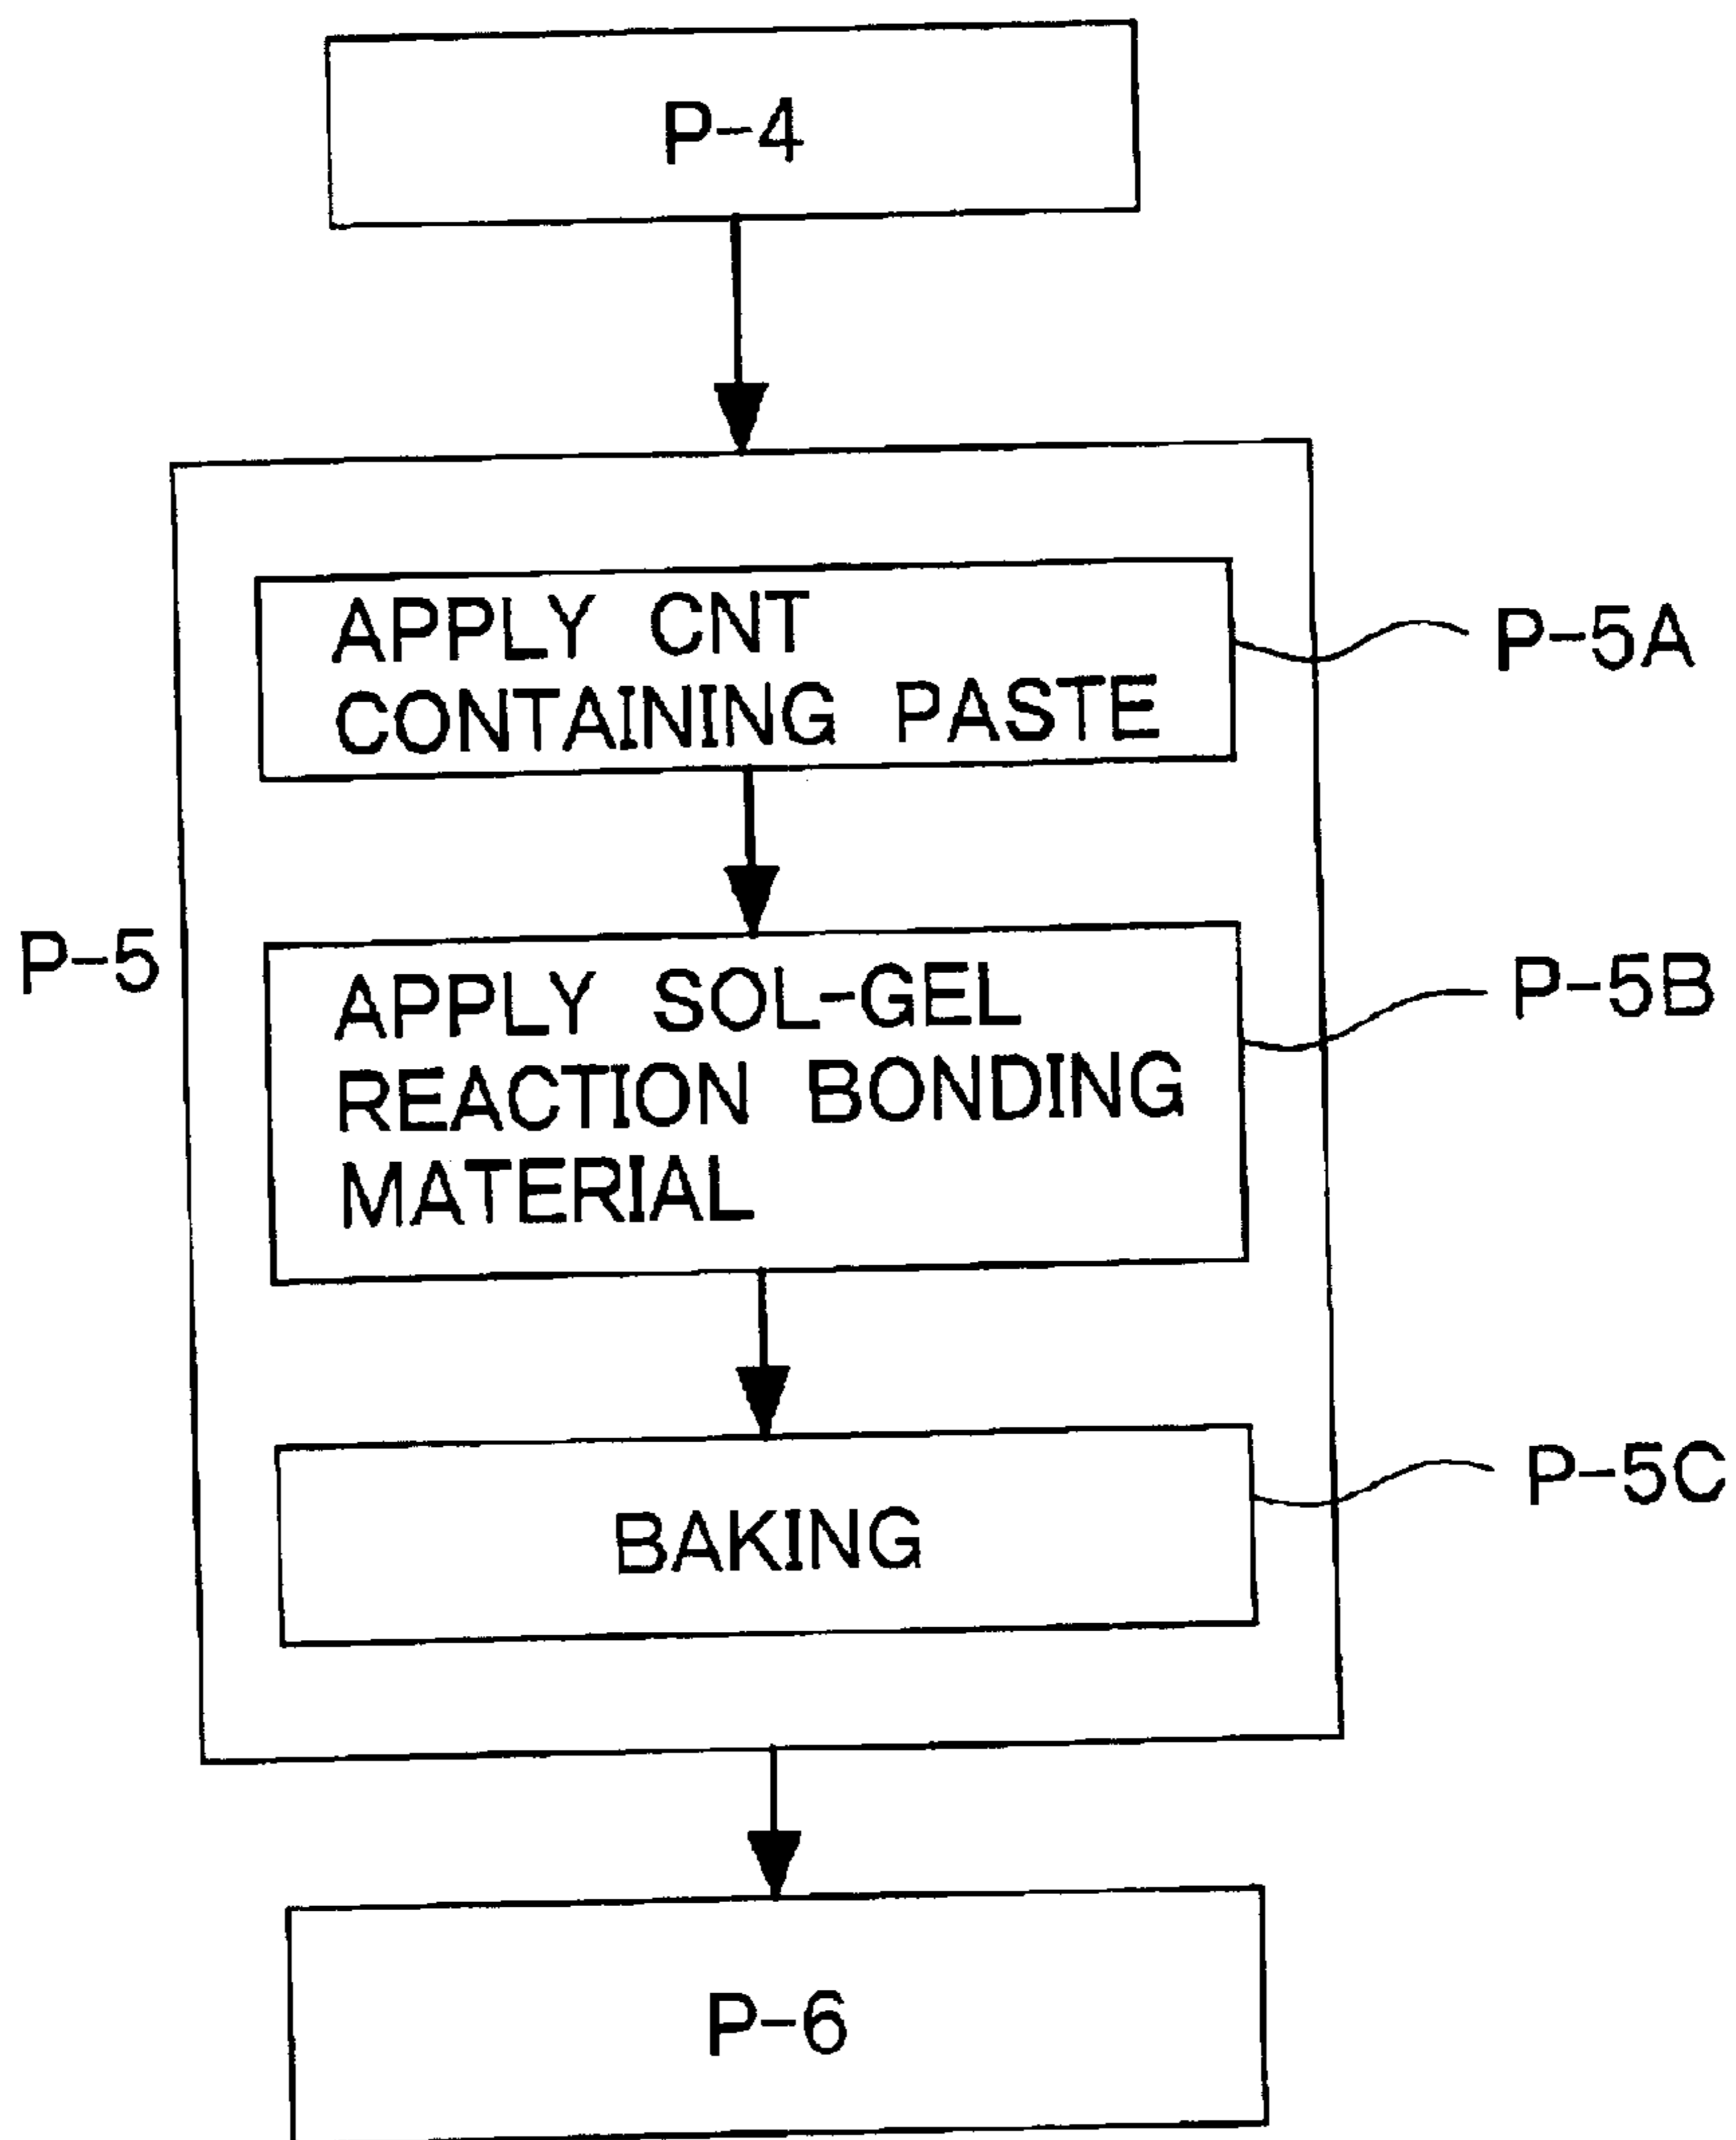 P-4
APPLY CNT
CONTAINING PASTE
P-5A
P-5
APPLY SOL-GEL
REACTION BONDING
MATERIAL
P-5B
BAKING
P-5C
P-6